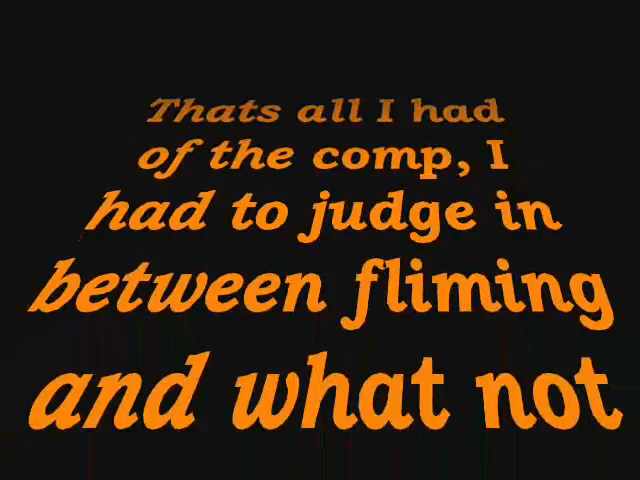 Thats all I had
of the comp, I
had to judge in
between fliming
and what not